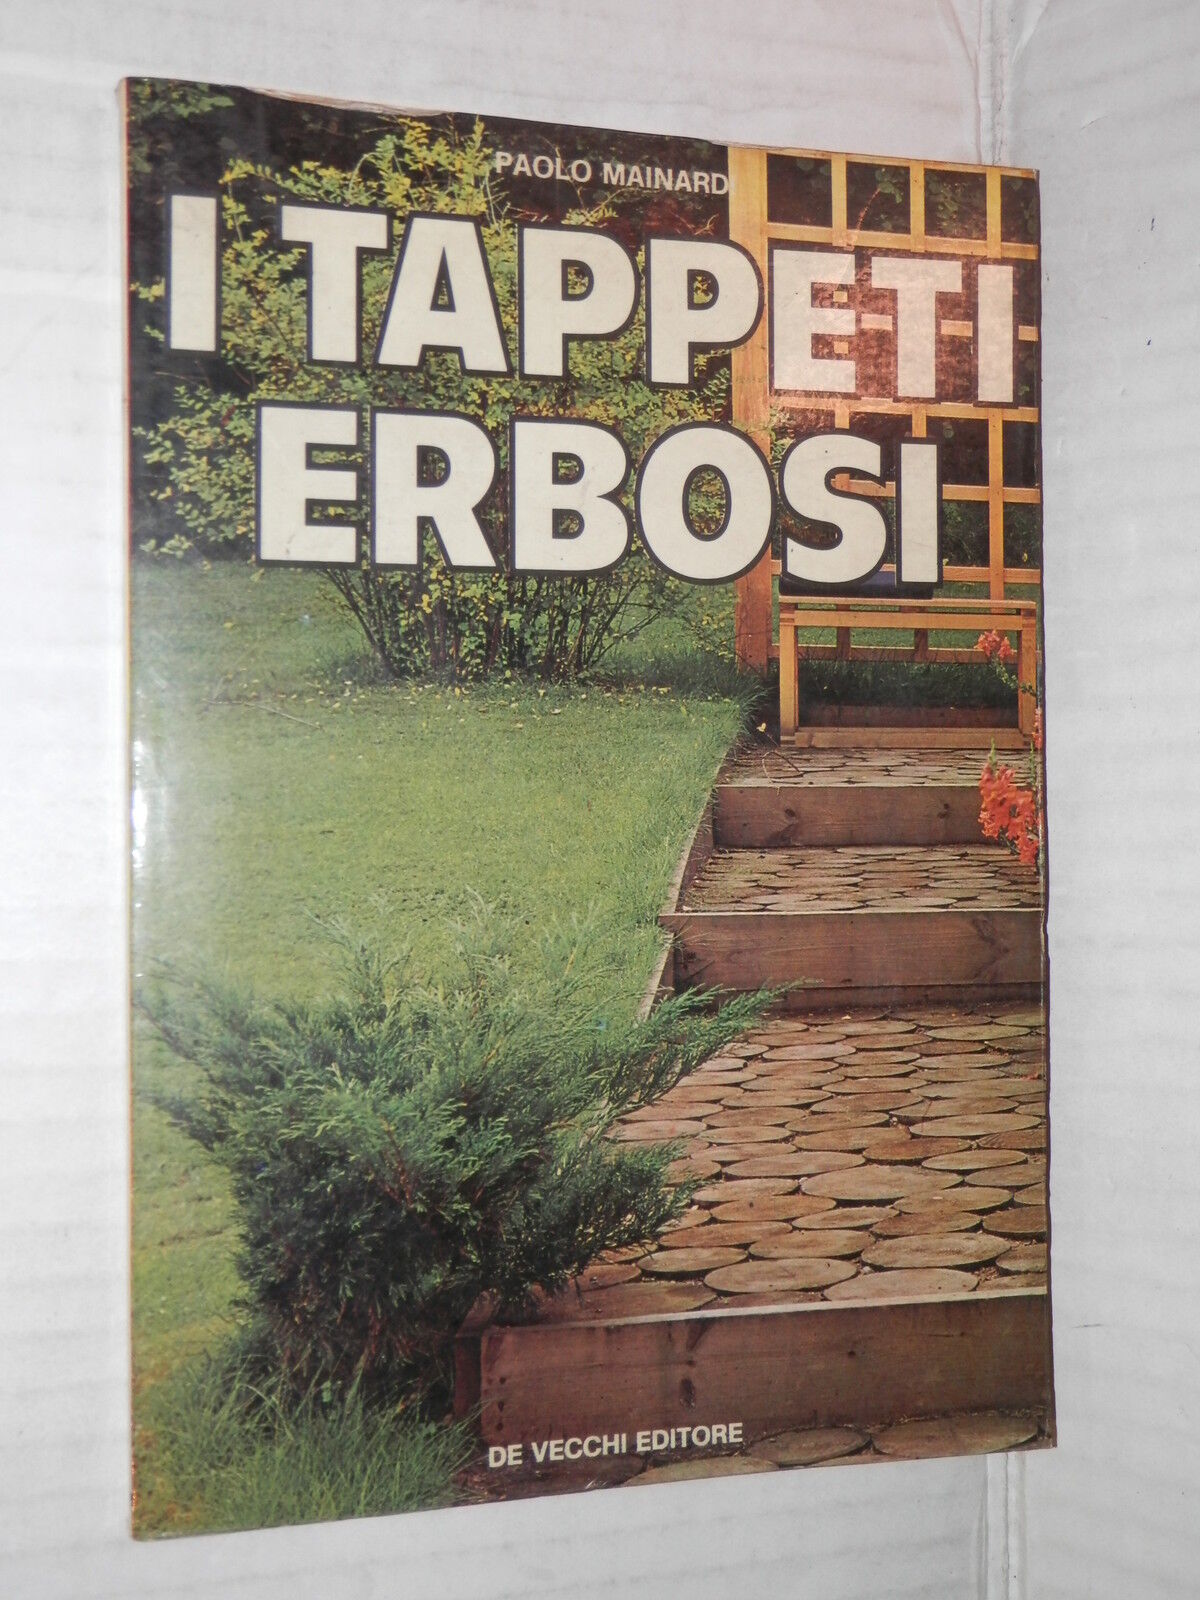 PAOLO MAINARDI
I TAPPETI
ERBOSI
DE VECCHI EDITORE